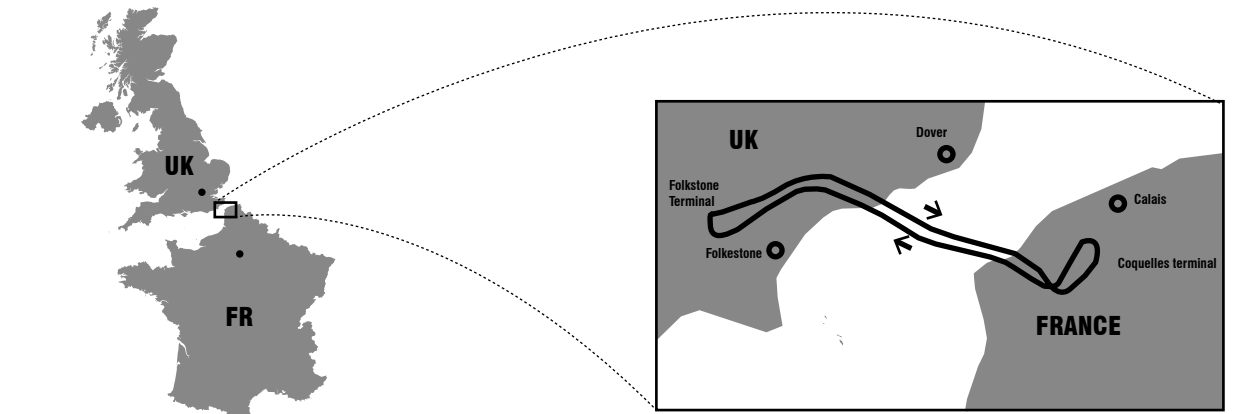 UK
FR
UK
Dover
Folkstone
Terminal
Calais
Folkestone
Coquelles terminal
FRANCE